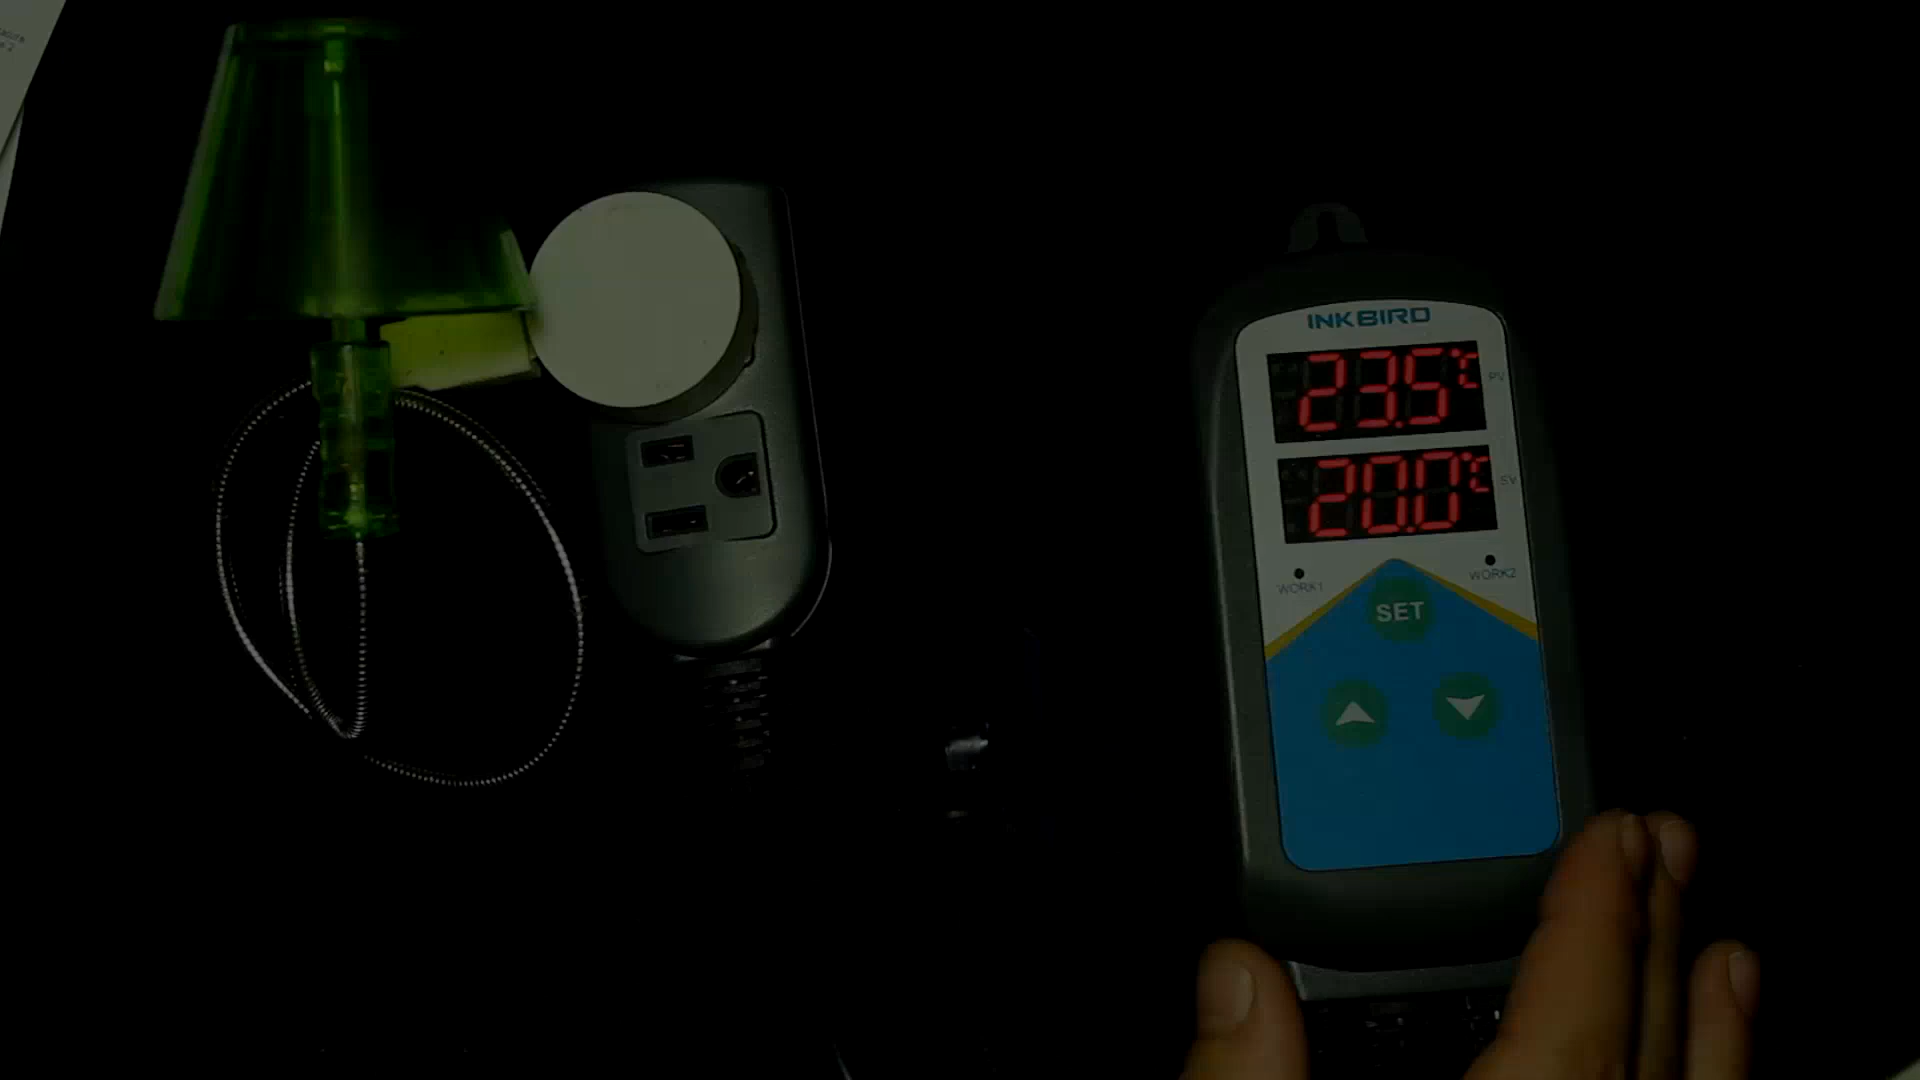 INKBIRD
23.5℃ PV
20.0℃ SV
WORK1 WORK2
SET